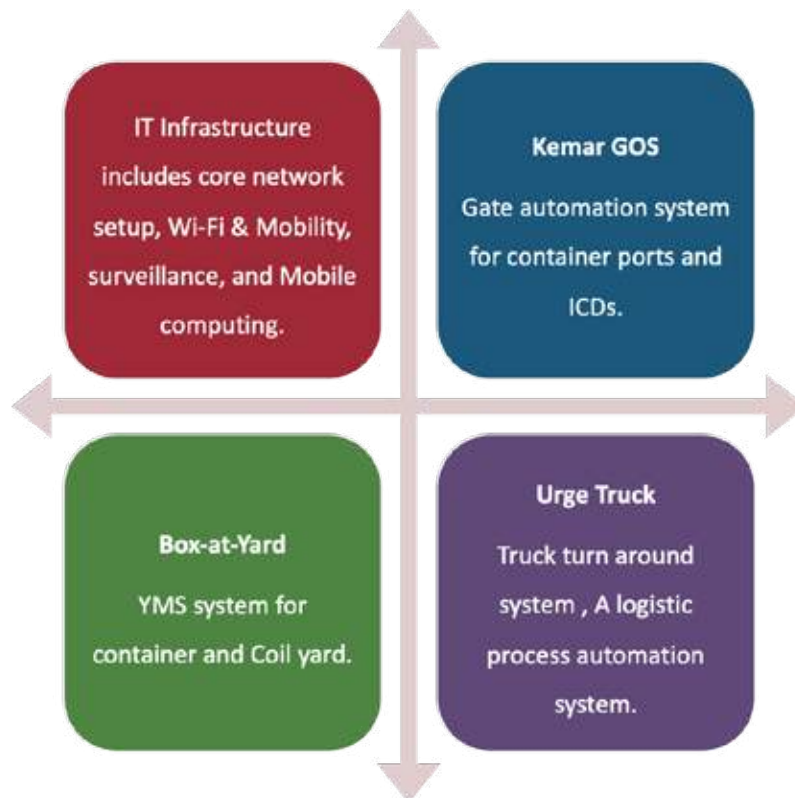 IT Infrastructure
includes core network
setup, Wi-Fi & Mobility,
surveillance, and Mobile
computing.
Kemar GOS
Gate automation system
for container ports and
ICDs.
Box-at-Yard
YMS system for
container and Coil yard.
Urge Truck
Truck turn around
system , A logistic
process automation
system.